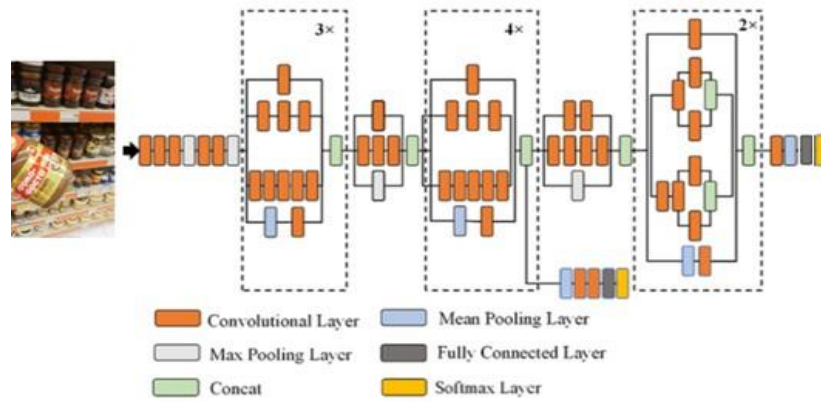 3×
4×
2×
Convolutional Layer
Mean Pooling Layer
Max Pooling Layer
Fully Connected Layer
Concat
Softmax Layer